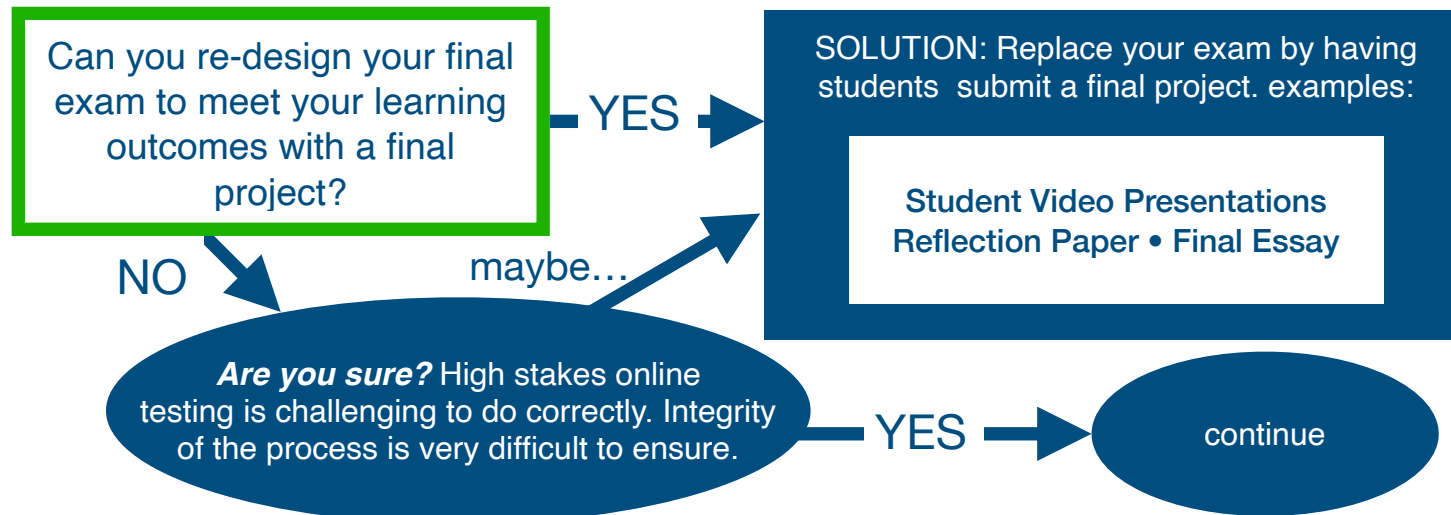 Can you re-design your final
exam to meet your learning
outcomes with a final
project?
YES
SOLUTION: Replace your exam by having
students submit a final project. examples:
Student Video Presentations
Reflection Paper • Final Essay
NO
maybe...
Are you sure? High stakes online
testing is challenging to do correctly. Integrity
of the process is very difficult to ensure.
YES
continue